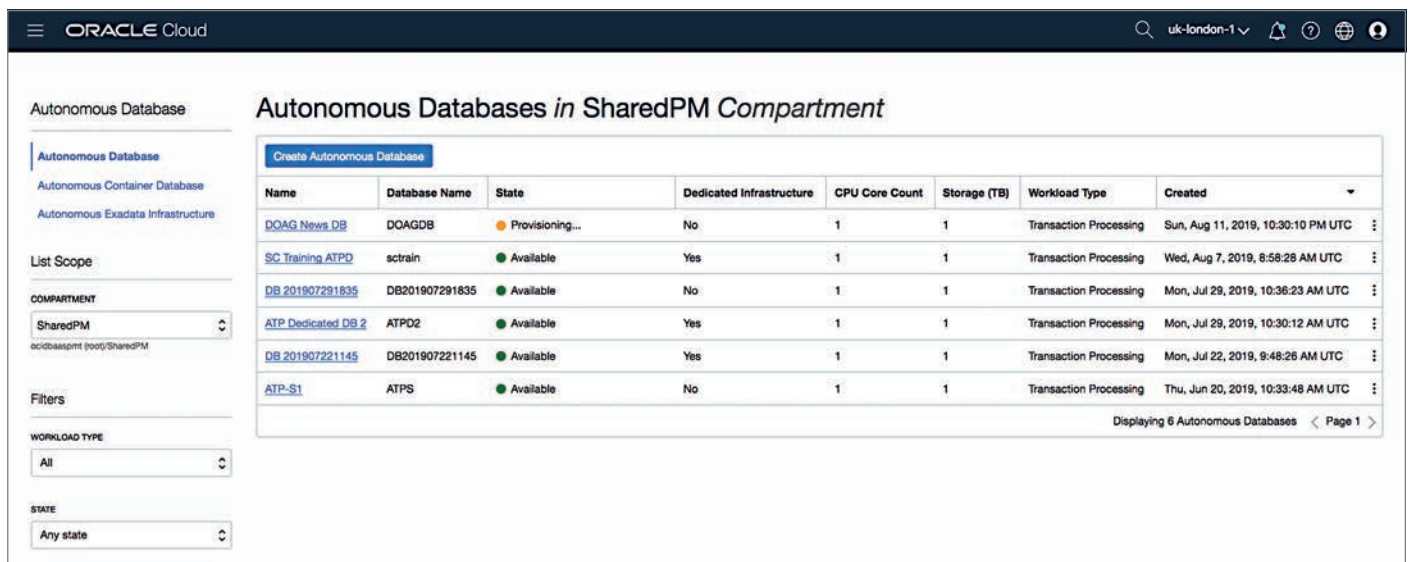 ORACLE Cloud
uk-london-1
Autonomous Database
Autonomous Database
Autonomous Container Database
Autonomous Exadata Infrastructure
List Scope
COMPARTMENT
SharedPM
ocidbaaspmt (root)/SharedPM
Filters
WORKLOAD TYPE
All
STATE
Any state
Autonomous Databases in SharedPM Compartment
Create Autonomous Database
Name Database Name State Dedicated Infrastructure CPU Core Count Storage (TB) Workload Type Created
DOAG News DB DOAGDB Provisioning... No 1 1 Transaction Processing Sun, Aug 11, 2019, 10:30:10 PM UTC
SC Training ATPD sctrain Available Yes 1 1 Transaction Processing Wed, Aug 7, 2019, 8:58:28 AM UTC
DB 201907291835 DB201907291835 Available No 1 1 Transaction Processing Mon, Jul 29, 2019, 10:36:23 AM UTC
ATP Dedicated DB 2 ATPD2 Available Yes 1 1 Transaction Processing Mon, Jul 29, 2019, 10:30:12 AM UTC
DB 201907221145 DB201907221145 Available Yes 1 1 Transaction Processing Mon, Jul 22, 2019, 9:48:26 AM UTC
ATP-S1 ATPS Available No 1 1 Transaction Processing Thu, Jun 20, 2019, 10:33:48 AM UTC
Displaying 6 Autonomous Databases < Page 1 >